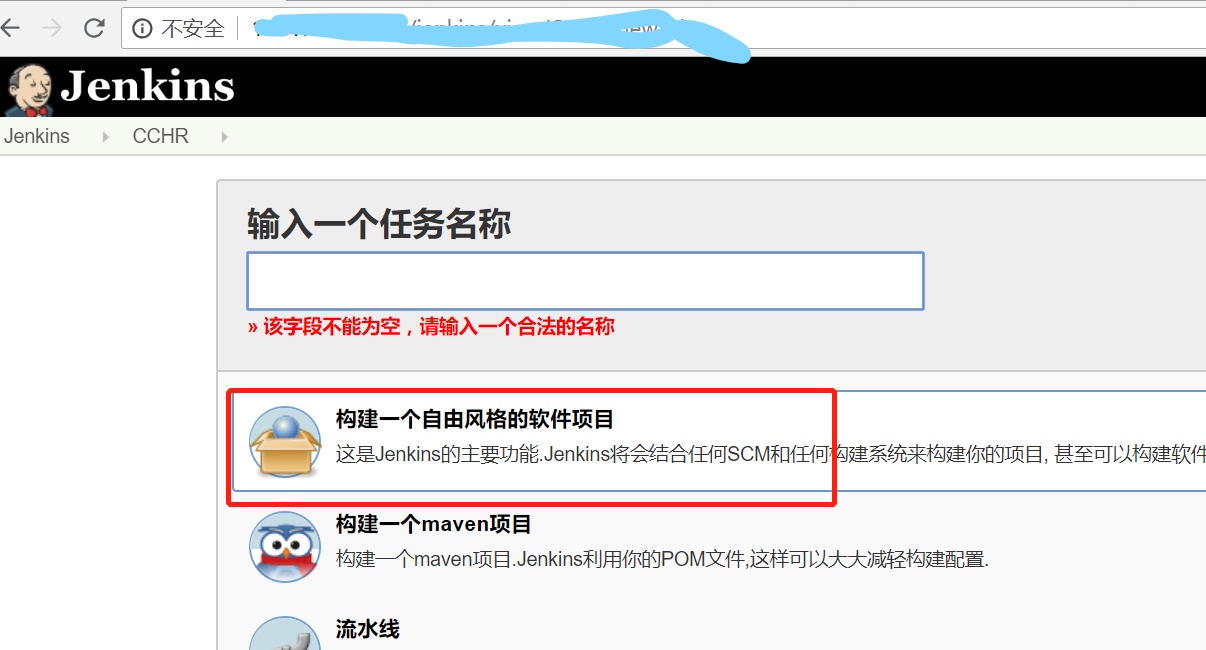 不安全
Jenkins
Jenkins CCHR
输入一个任务名称
» 该字段不能为空，请输入一个合法的名称
构建一个自由风格的软件项目
这是Jenkins的主要功能.Jenkins将会结合任何SCM和任何构建系统来构建你的项目, 甚至可以构建软件
构建一个maven项目
构建一个maven项目.Jenkins利用你的POM文件,这样可以大大减轻构建配置.
流水线